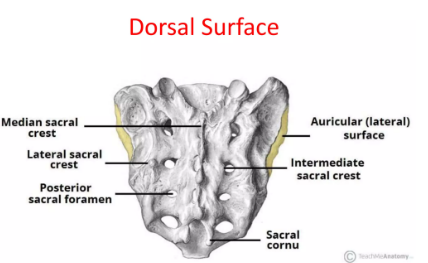 Dorsal Surface
Median sacral
crest
Lateral sacral
crest
Posterior
sacral foramen
Auricular (lateral)
surface
Intermediate
sacral crest
Sacral
cornu
© TeachMeAnatomy